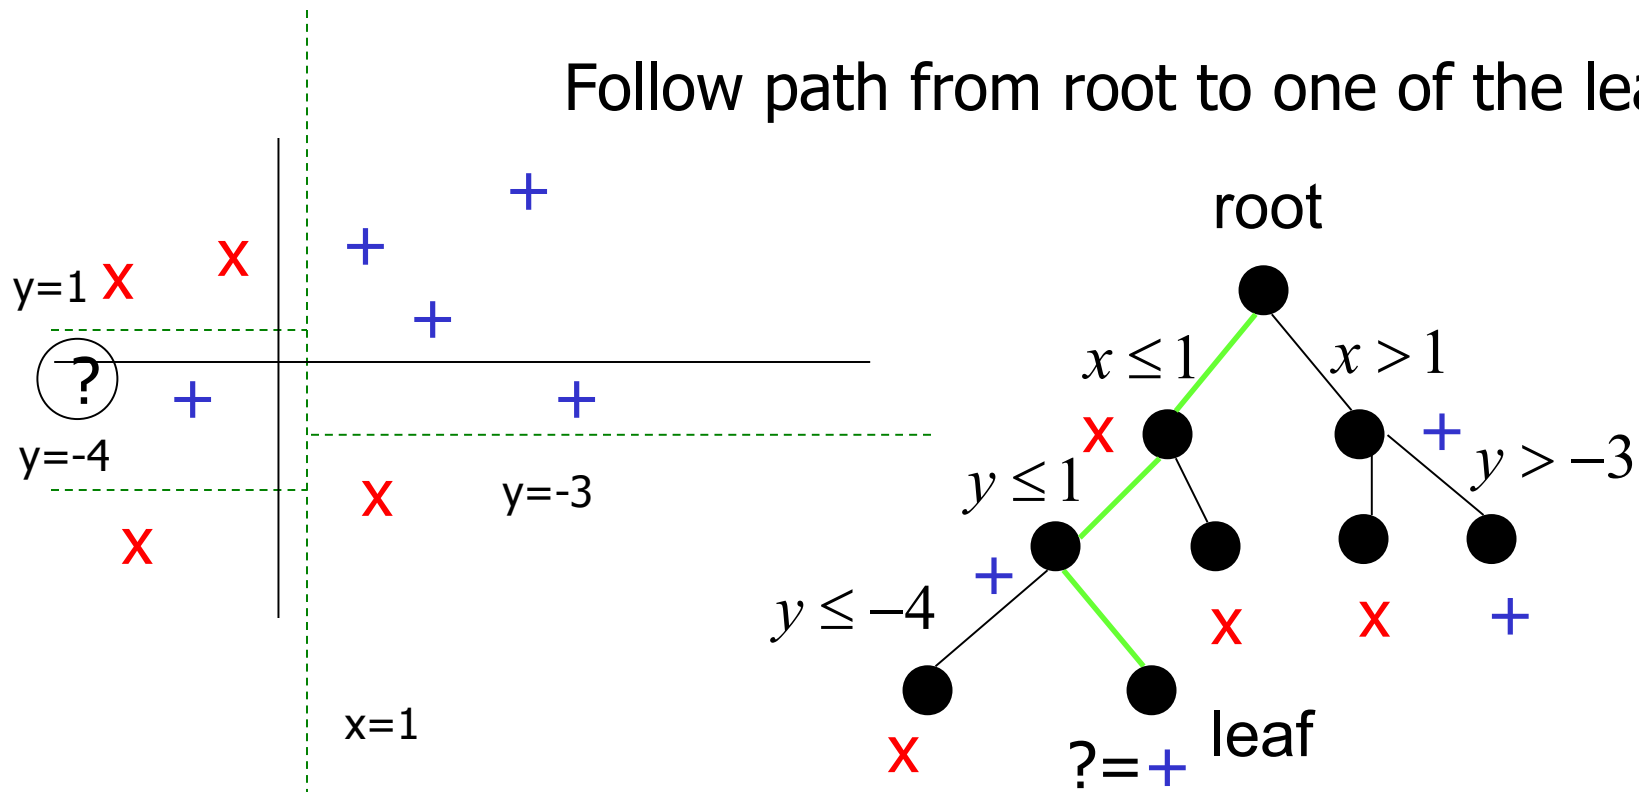 Follow path from root to one of the lea
root
+
+
x
x
y=1
+
x ≤ 1
x > 1
?
+
+
x
+
y=-4
y ≤ 1
y > −3
x
y=-3
x
+
y ≤ −4
x
x
+
x=1
leaf
x
?=+